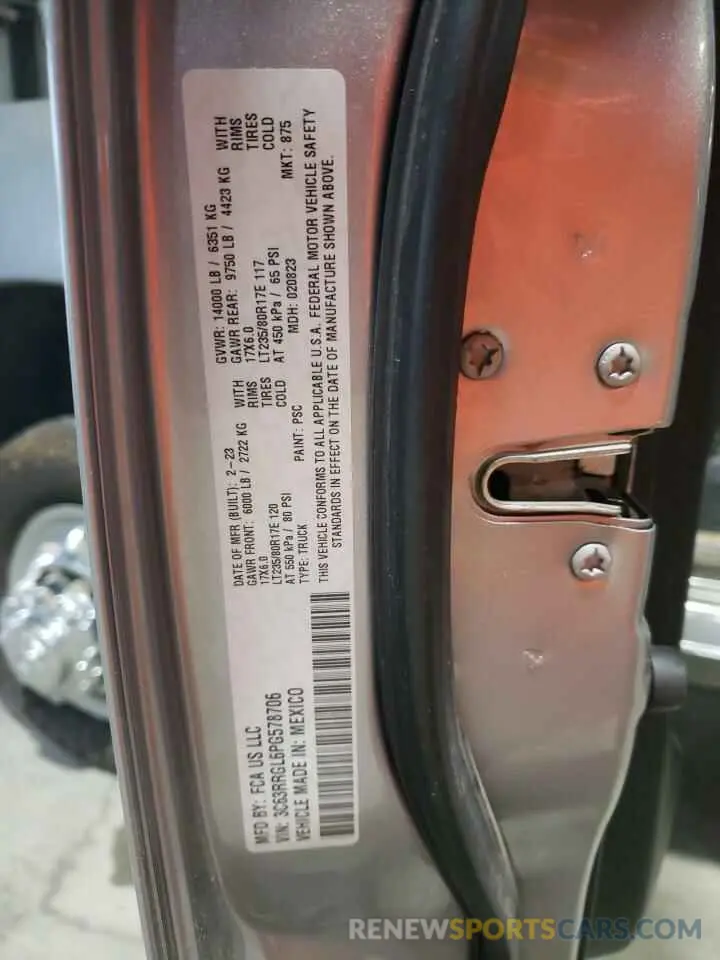 MFD BY: FCA US LLC
VIN: 3C63RRGL6PG578706
VEHICLE MADE IN: MEXICO
DATE OF MFR (BUILT): 2-23
GAWR FRONT: 6000 LB / 2722 KG WITH
17X6.0 RIMS
LT235/80R17E 120 TIRES
AT 550 kPa / 80 PSI COLD
TYPE: TRUCK PAINT: PSC
GVWR: 14000 LB / 6351 KG
GAWR REAR: 9750 LB / 4423 KG WITH
17X6.0 RIMS
LT235/80R17E 117 TIRES
AT 450 kPa / 65 PSI COLD
MDH: 020823 MKT: 875
THIS VEHICLE CONFORMS TO ALL APPLICABLE U.S.A. FEDERAL MOTOR VEHICLE SAFETY
STANDARDS IN EFFECT ON THE DATE OF MANUFACTURE SHOWN ABOVE.
RENEWSPORTSCARS.COM